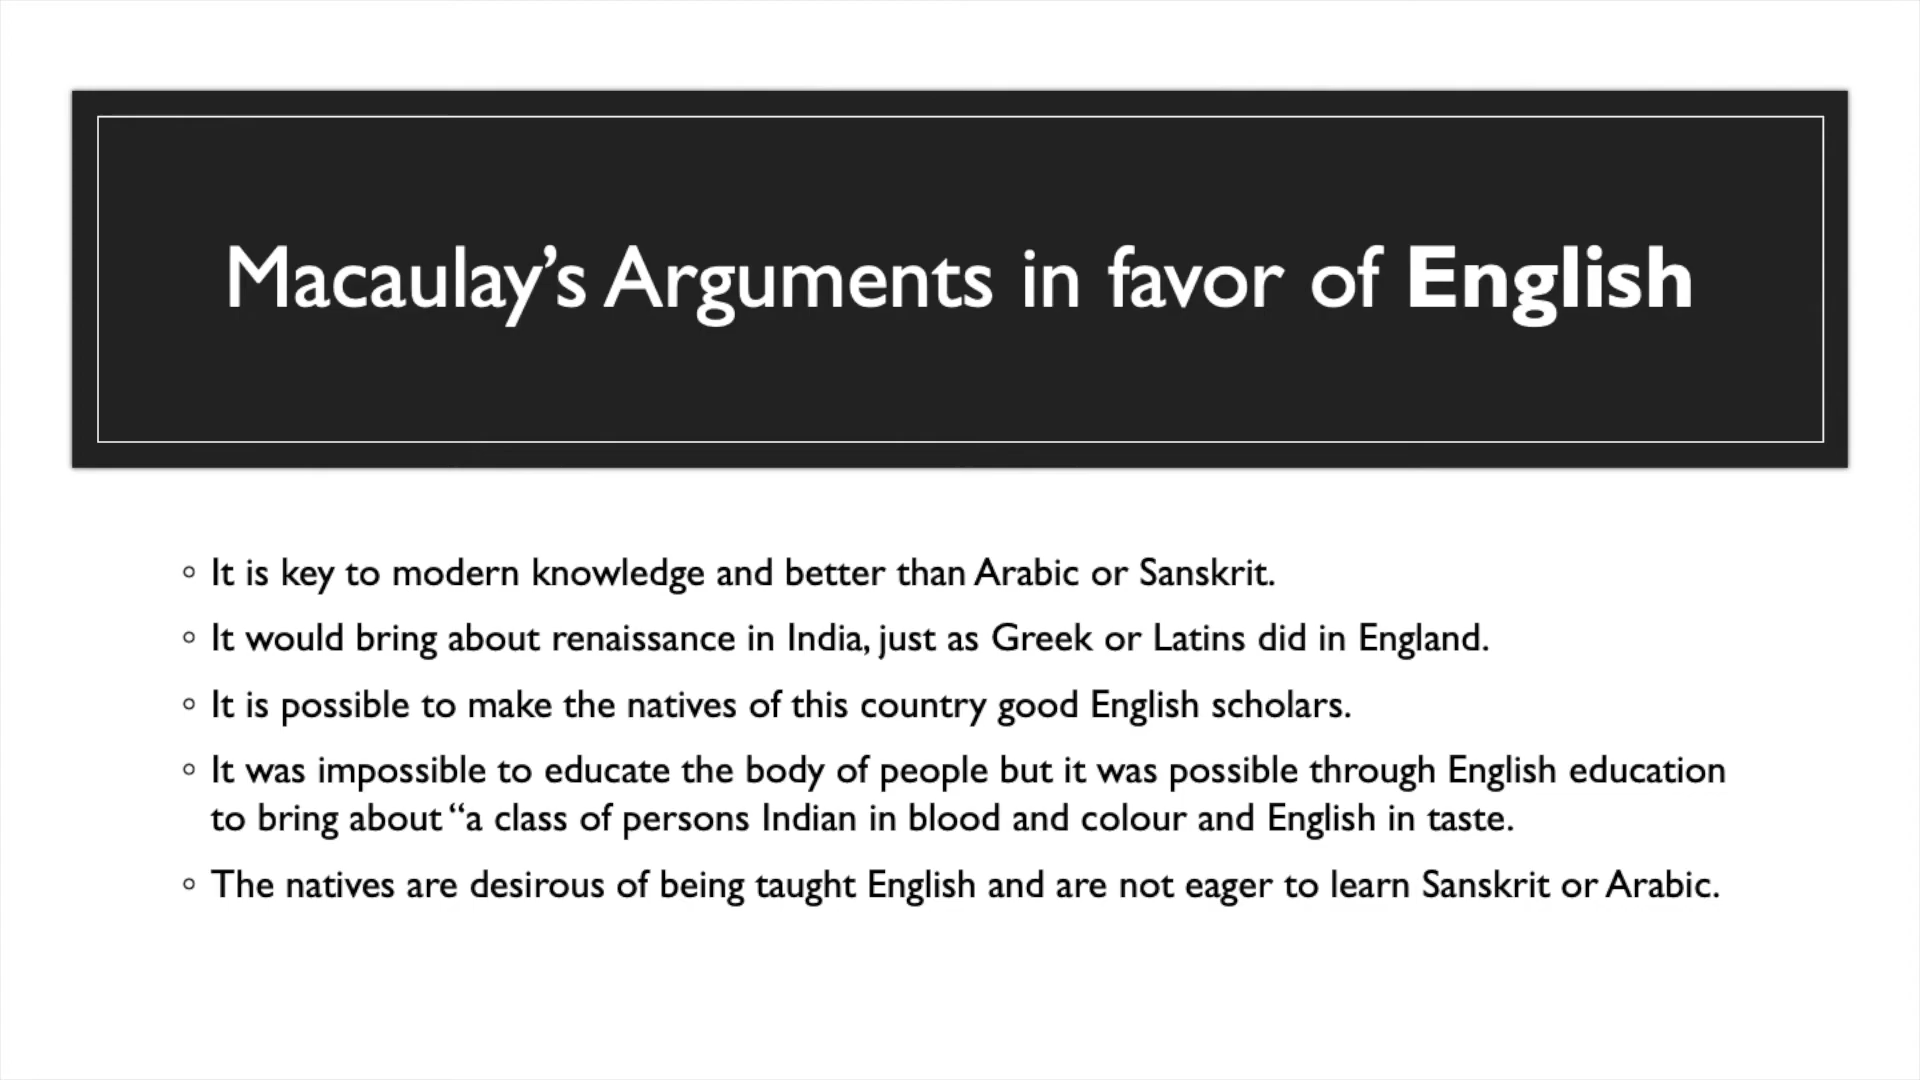 Macaulay’s Arguments in favor of English
◦ It is key to modern knowledge and better than Arabic or Sanskrit.
◦ It would bring about renaissance in India, just as Greek or Latins did in England.
◦ It is possible to make the natives of this country good English scholars.
◦ It was impossible to educate the body of people but it was possible through English education
to bring about “a class of persons Indian in blood and colour and English in taste.
◦ The natives are desirous of being taught English and are not eager to learn Sanskrit or Arabic.